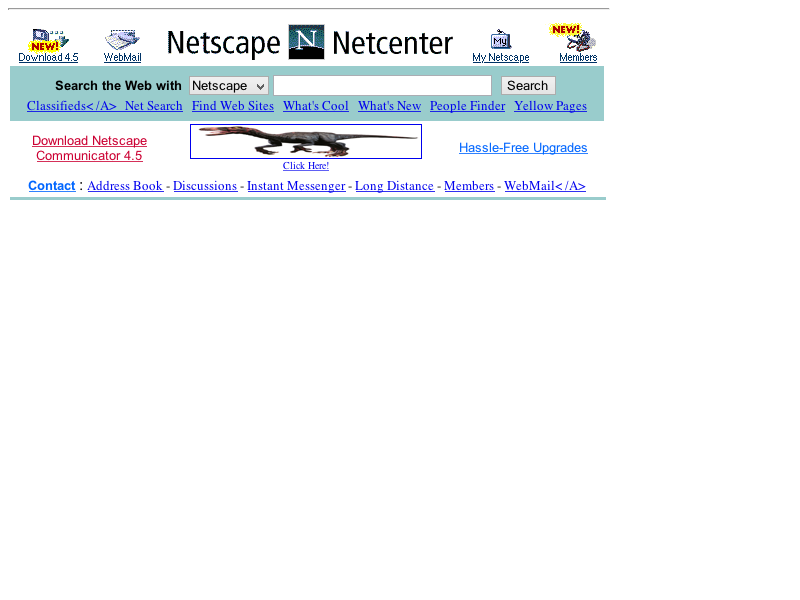 NEW! Download 4.5 WebMail Netscape N Netcenter My My Netscape NEW! Members
Search the Web with Netscape Search
Classifieds</A> Net Search Find Web Sites What's Cool What's New People Finder Yellow Pages
Download Netscape
Communicator 4.5
Click Here!
Hassle-Free Upgrades
Contact : Address Book - Discussions - Instant Messenger - Long Distance - Members - WebMail</A>